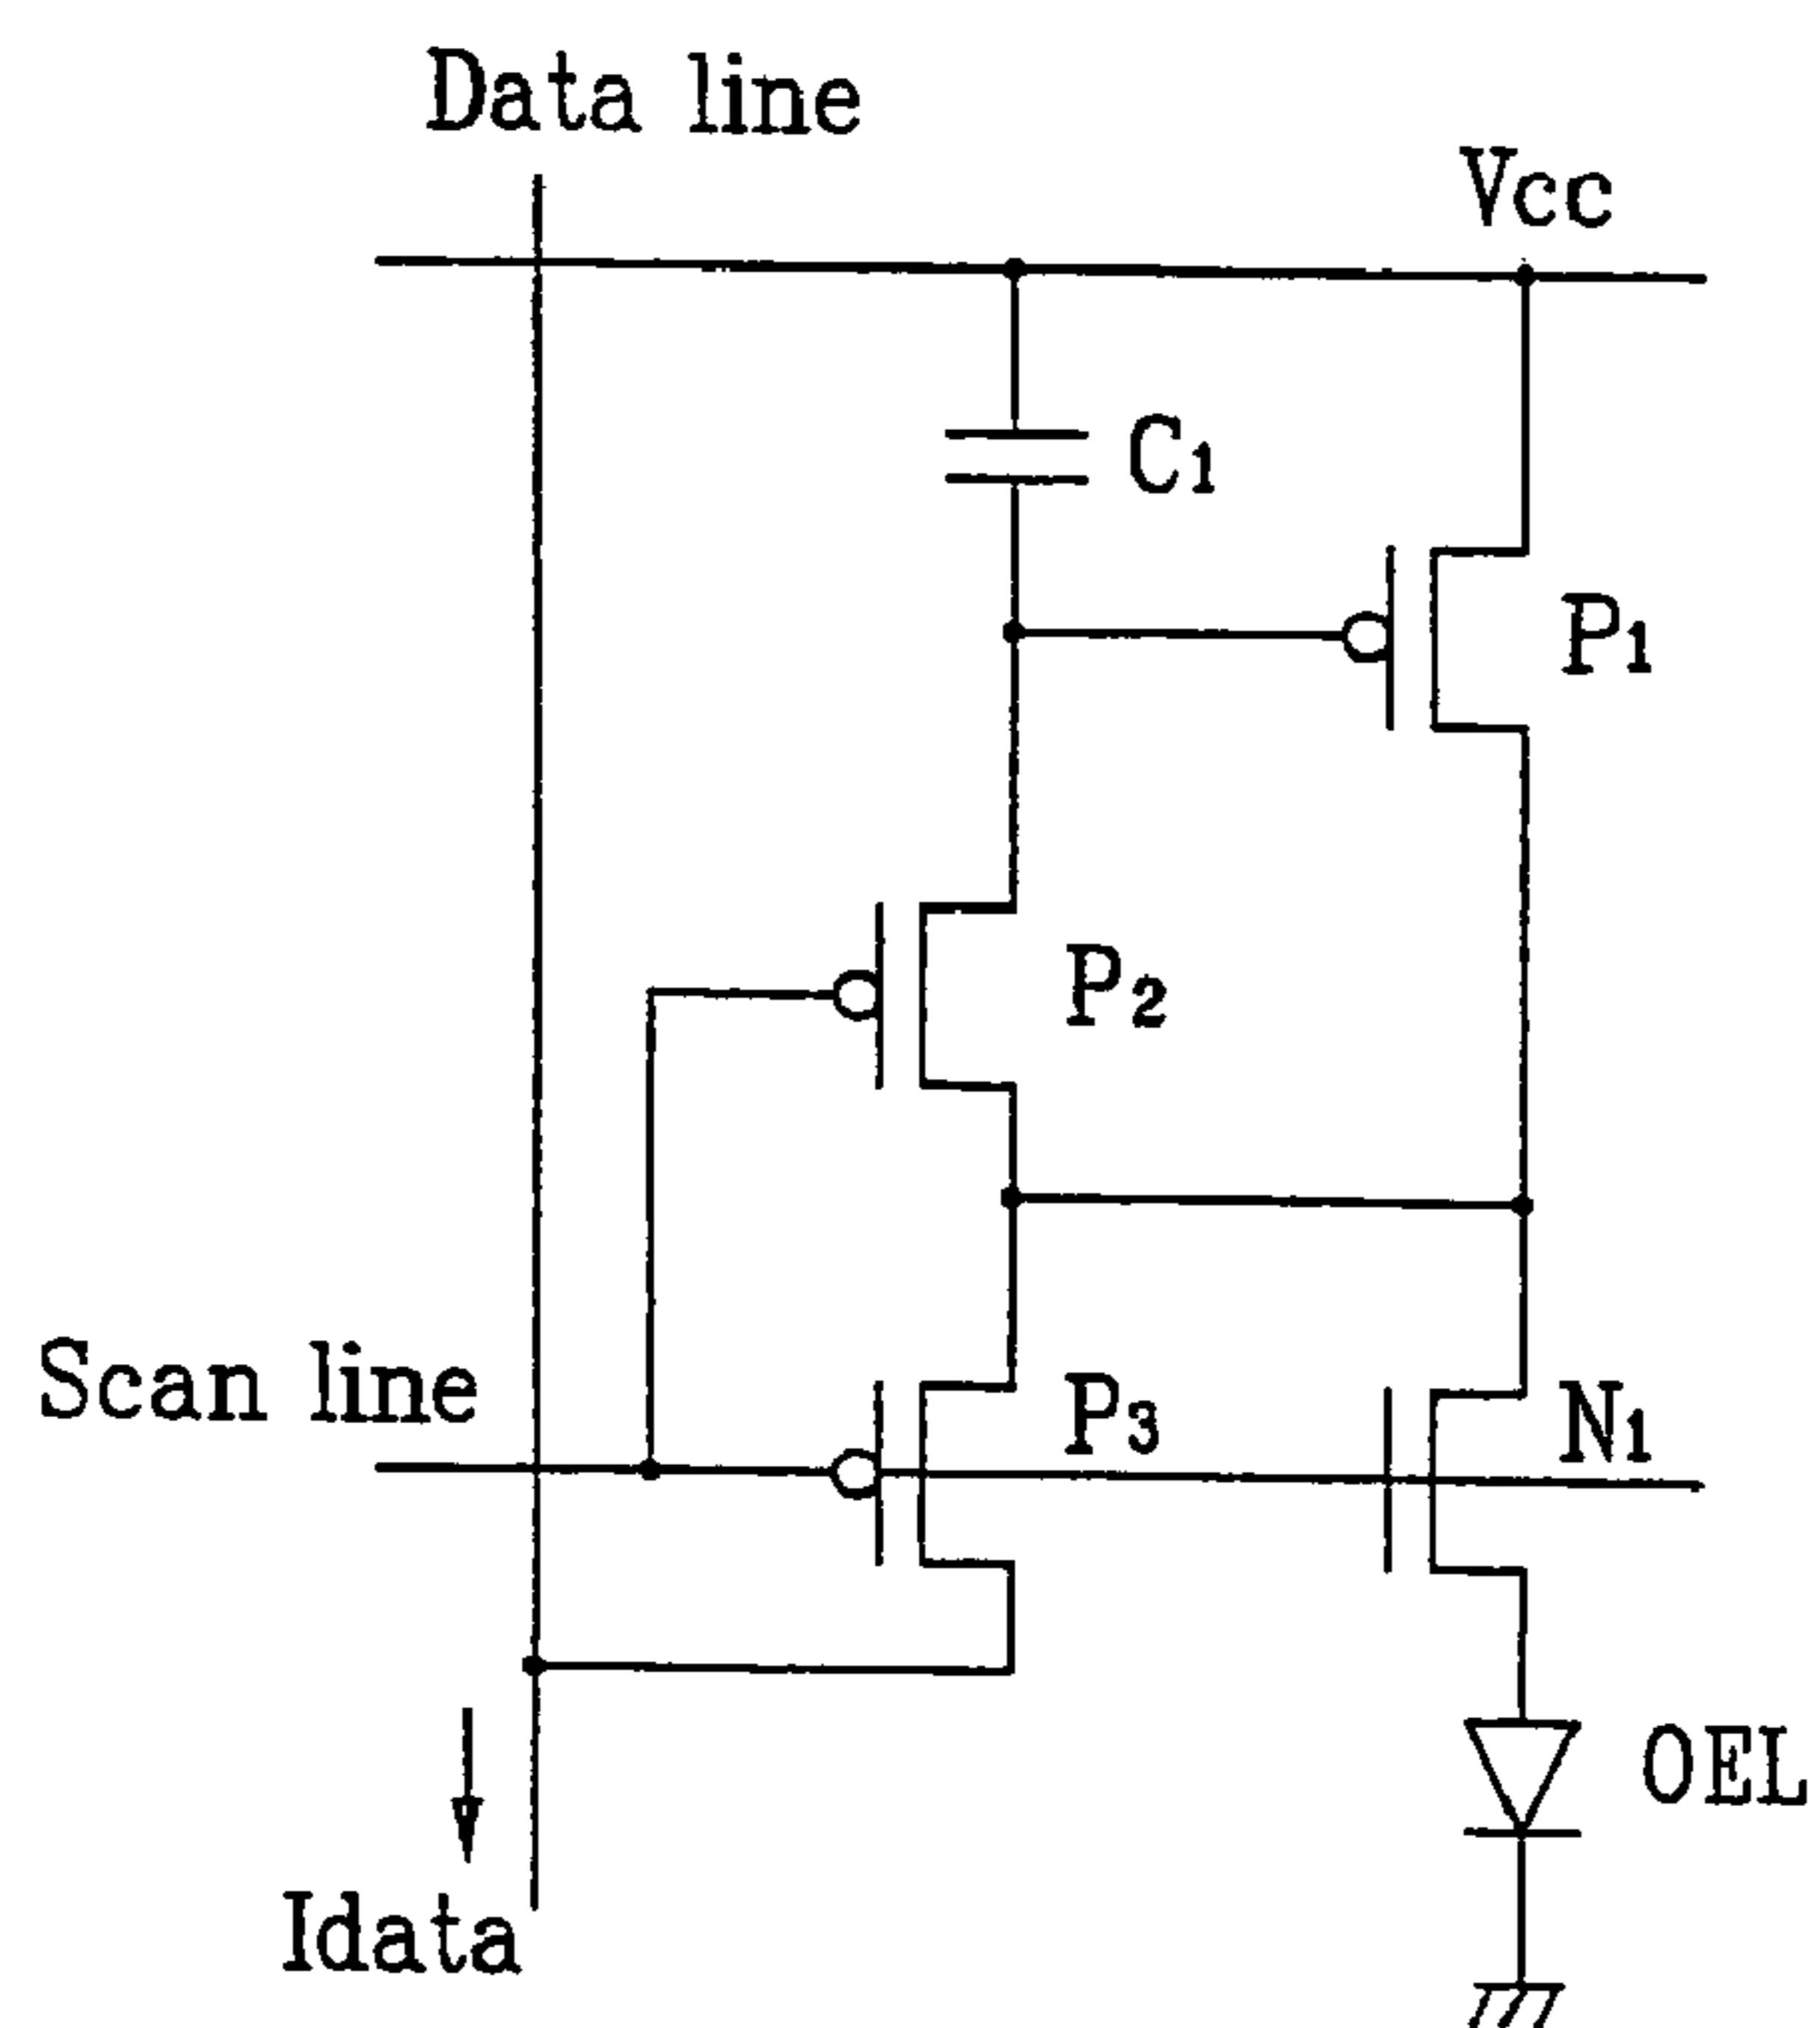 Data line
Vcc
C1
P1
P2
Scan line
P3
N1
OEL
Idata